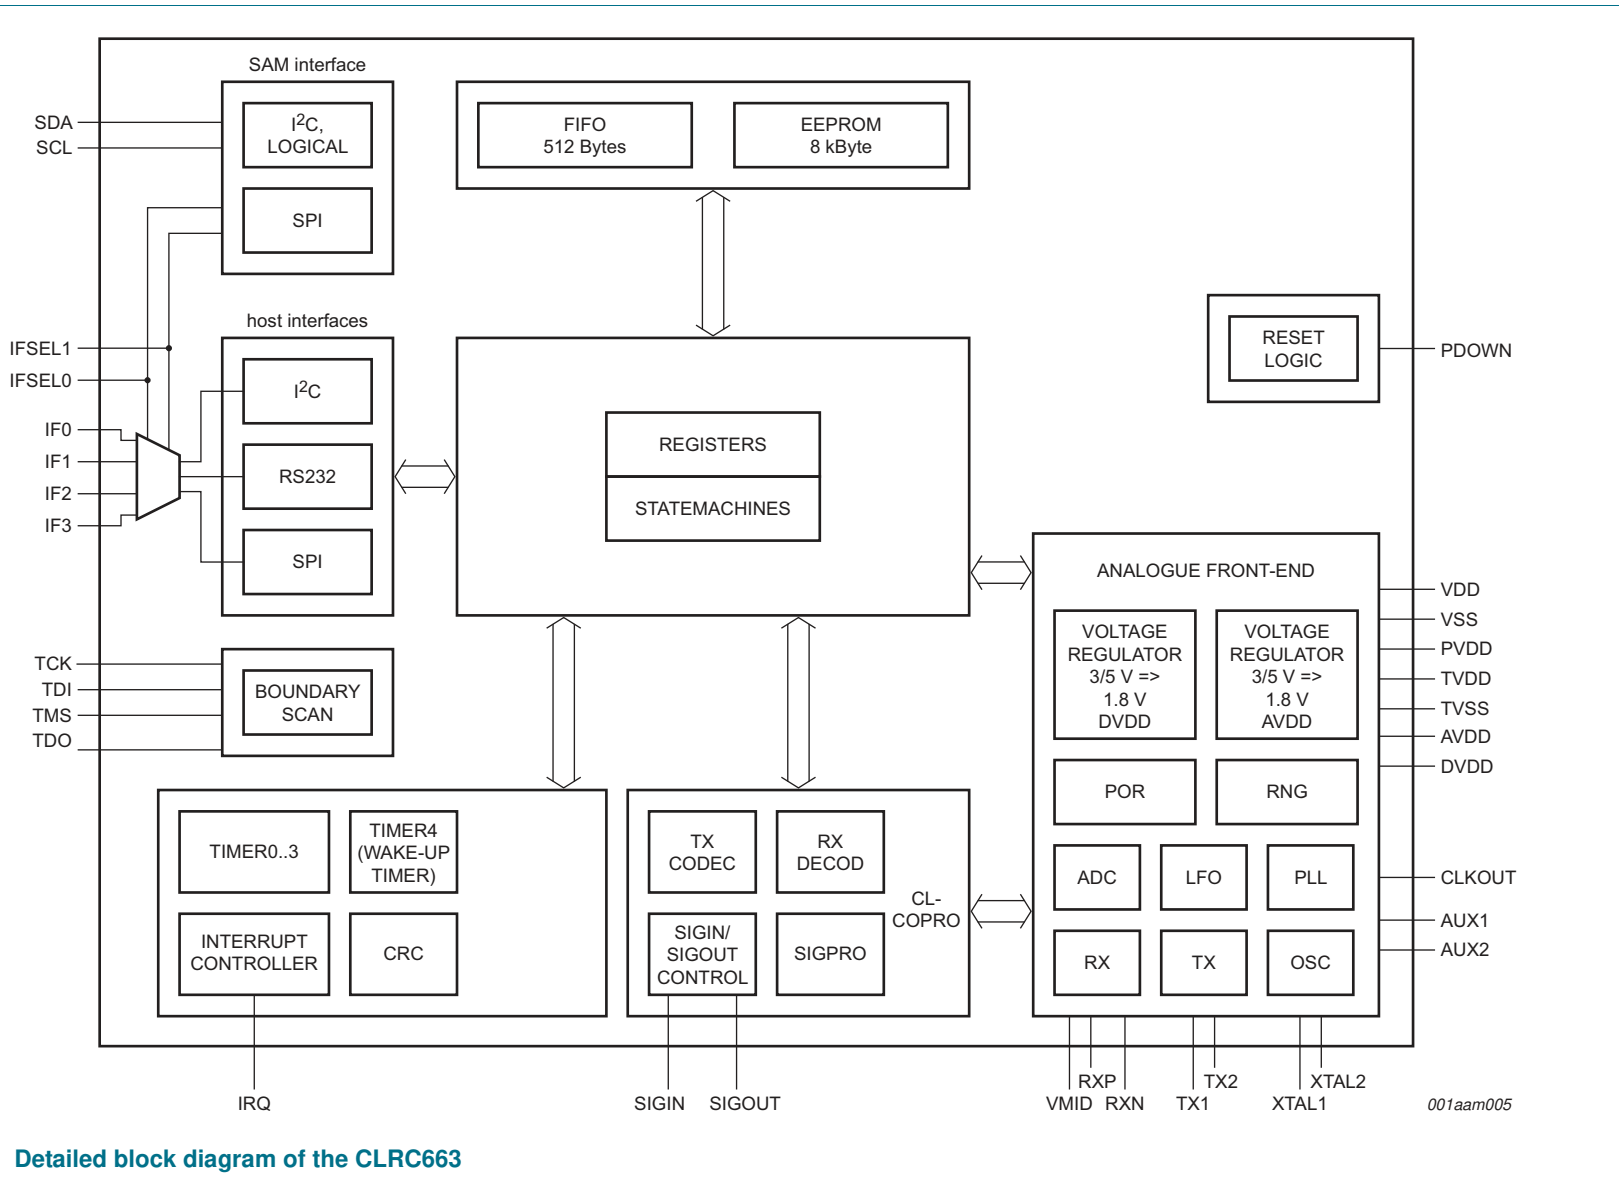 SAM interface
SDA
SCL
I²C,
LOGICAL
SPI
FIFO
512 Bytes
EEPROM
8 kByte
IFSEL1
IFSEL0
IF0
IF1
IF2
IF3
host interfaces
I²C
RS232
SPI
REGISTERS
STATEMACHINES
RESET
LOGIC
PDOWN
TCK
TDI
TMS
TDO
BOUNDARY
SCAN
ANALOGUE FRONT-END
VOLTAGE
REGULATOR
3/5 V =>
1.8 V
DVDD
VOLTAGE
REGULATOR
3/5 V =>
1.8 V
AVDD
POR
RNG
ADC
LFO
PLL
RX
TX
OSC
VDD
VSS
PVDD
TVDD
TVSS
AVDD
DVDD
CLKOUT
AUX1
AUX2
TIMER0..3
TIMER4
(WAKE-UP
TIMER)
INTERRUPT
CONTROLLER
CRC
TX
CODEC
RX
DECOD
CL-
COPRO
SIGIN/
SIGOUT
CONTROL
SIGPRO
IRQ
SIGIN
SIGOUT
RXP
VMID
RXN
TX2
TX1
XTAL2
XTAL1
001aam005
Detailed block diagram of the CLRC663